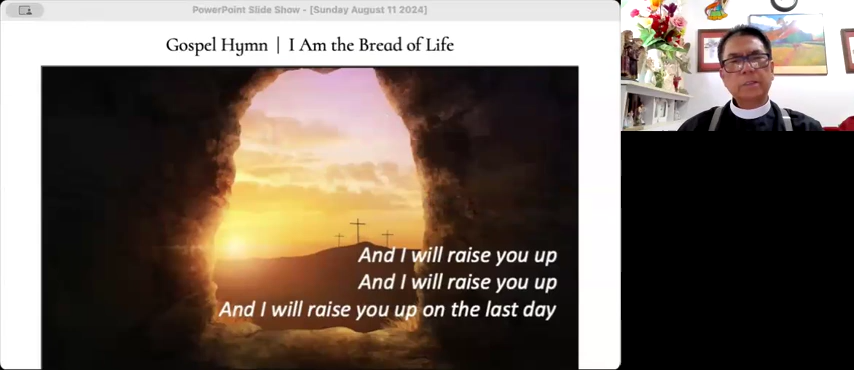 PowerPoint Slide Show - [Sunday August 11 2024]
Gospel Hymn | I Am the Bread of Life
And I will raise you up
And I will raise you up
And I will raise you up on the last day